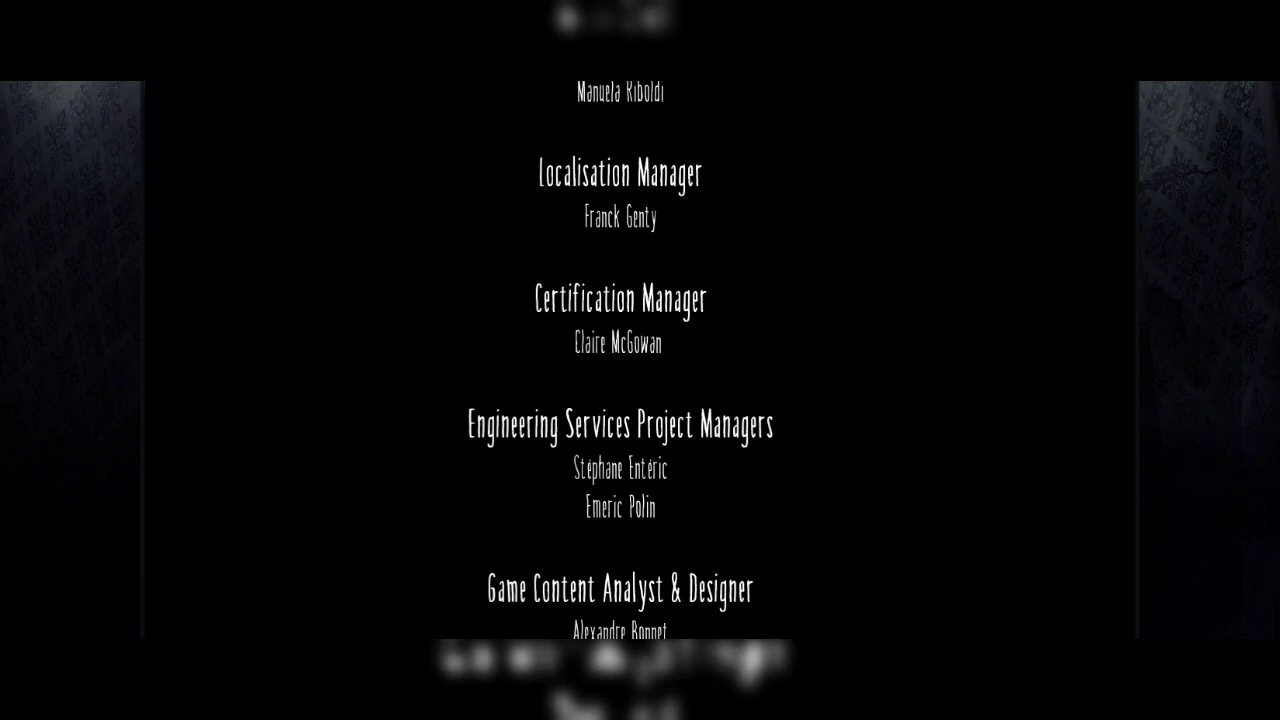 Manuela Riboldi
Localisation Manager
Franck Genty
Certification Manager
Claire McGowan
Engineering Services Project Managers
Stéphane Entéric
Emeric Polin
Game Content Analyst & Designer
Alexandre Bonnet